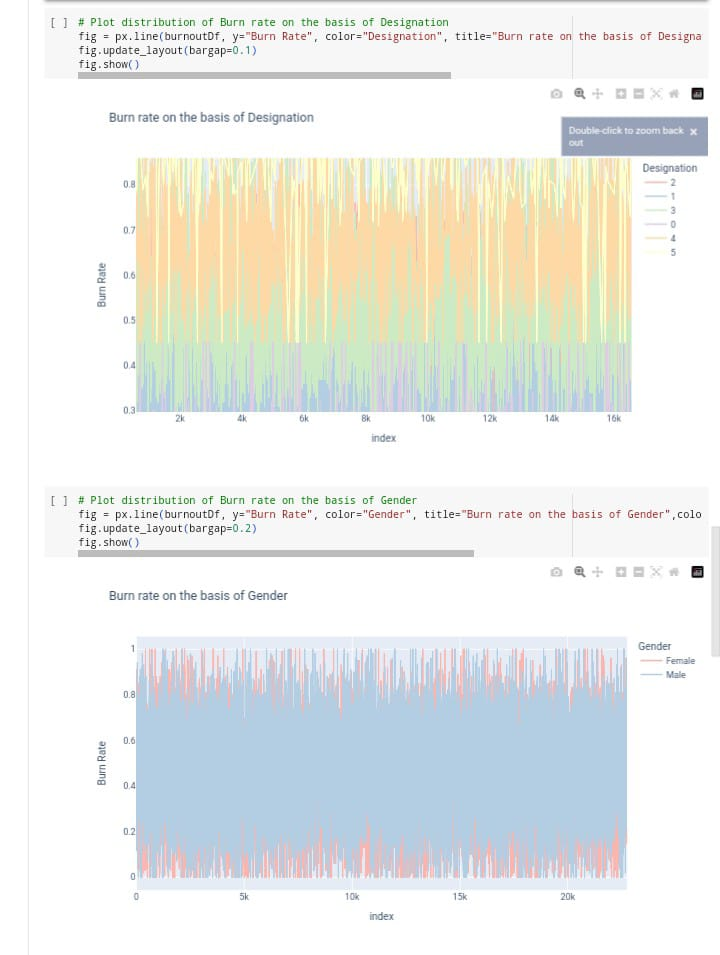 [ ] # Plot distribution of Burn rate on the basis of Designation
fig = px.line(burnoutDf, y="Burn Rate", color="Designation", title="Burn rate on the basis of Designa
fig.update_layout(bargap=0.1)
fig.show()
Burn rate on the basis of Designation
Double-click to zoom back
out
×
Designation
2
1
3
0
4
5
Burn Rate
0.8
0.7
0.6
0.5
0.4
0.3
2k 4k 6k 8k 10k 12k 14k 16k
index
[ ] # Plot distribution of Burn rate on the basis of Gender
fig = px.line(burnoutDf, y="Burn Rate", color="Gender", title="Burn rate on the basis of Gender",colo
fig.update_layout(bargap=0.2)
fig.show()
Burn rate on the basis of Gender
Gender
Female
Male
Burn Rate
1
0.8
0.6
0.4
0.2
0
0 5k 10k 15k 20k
index